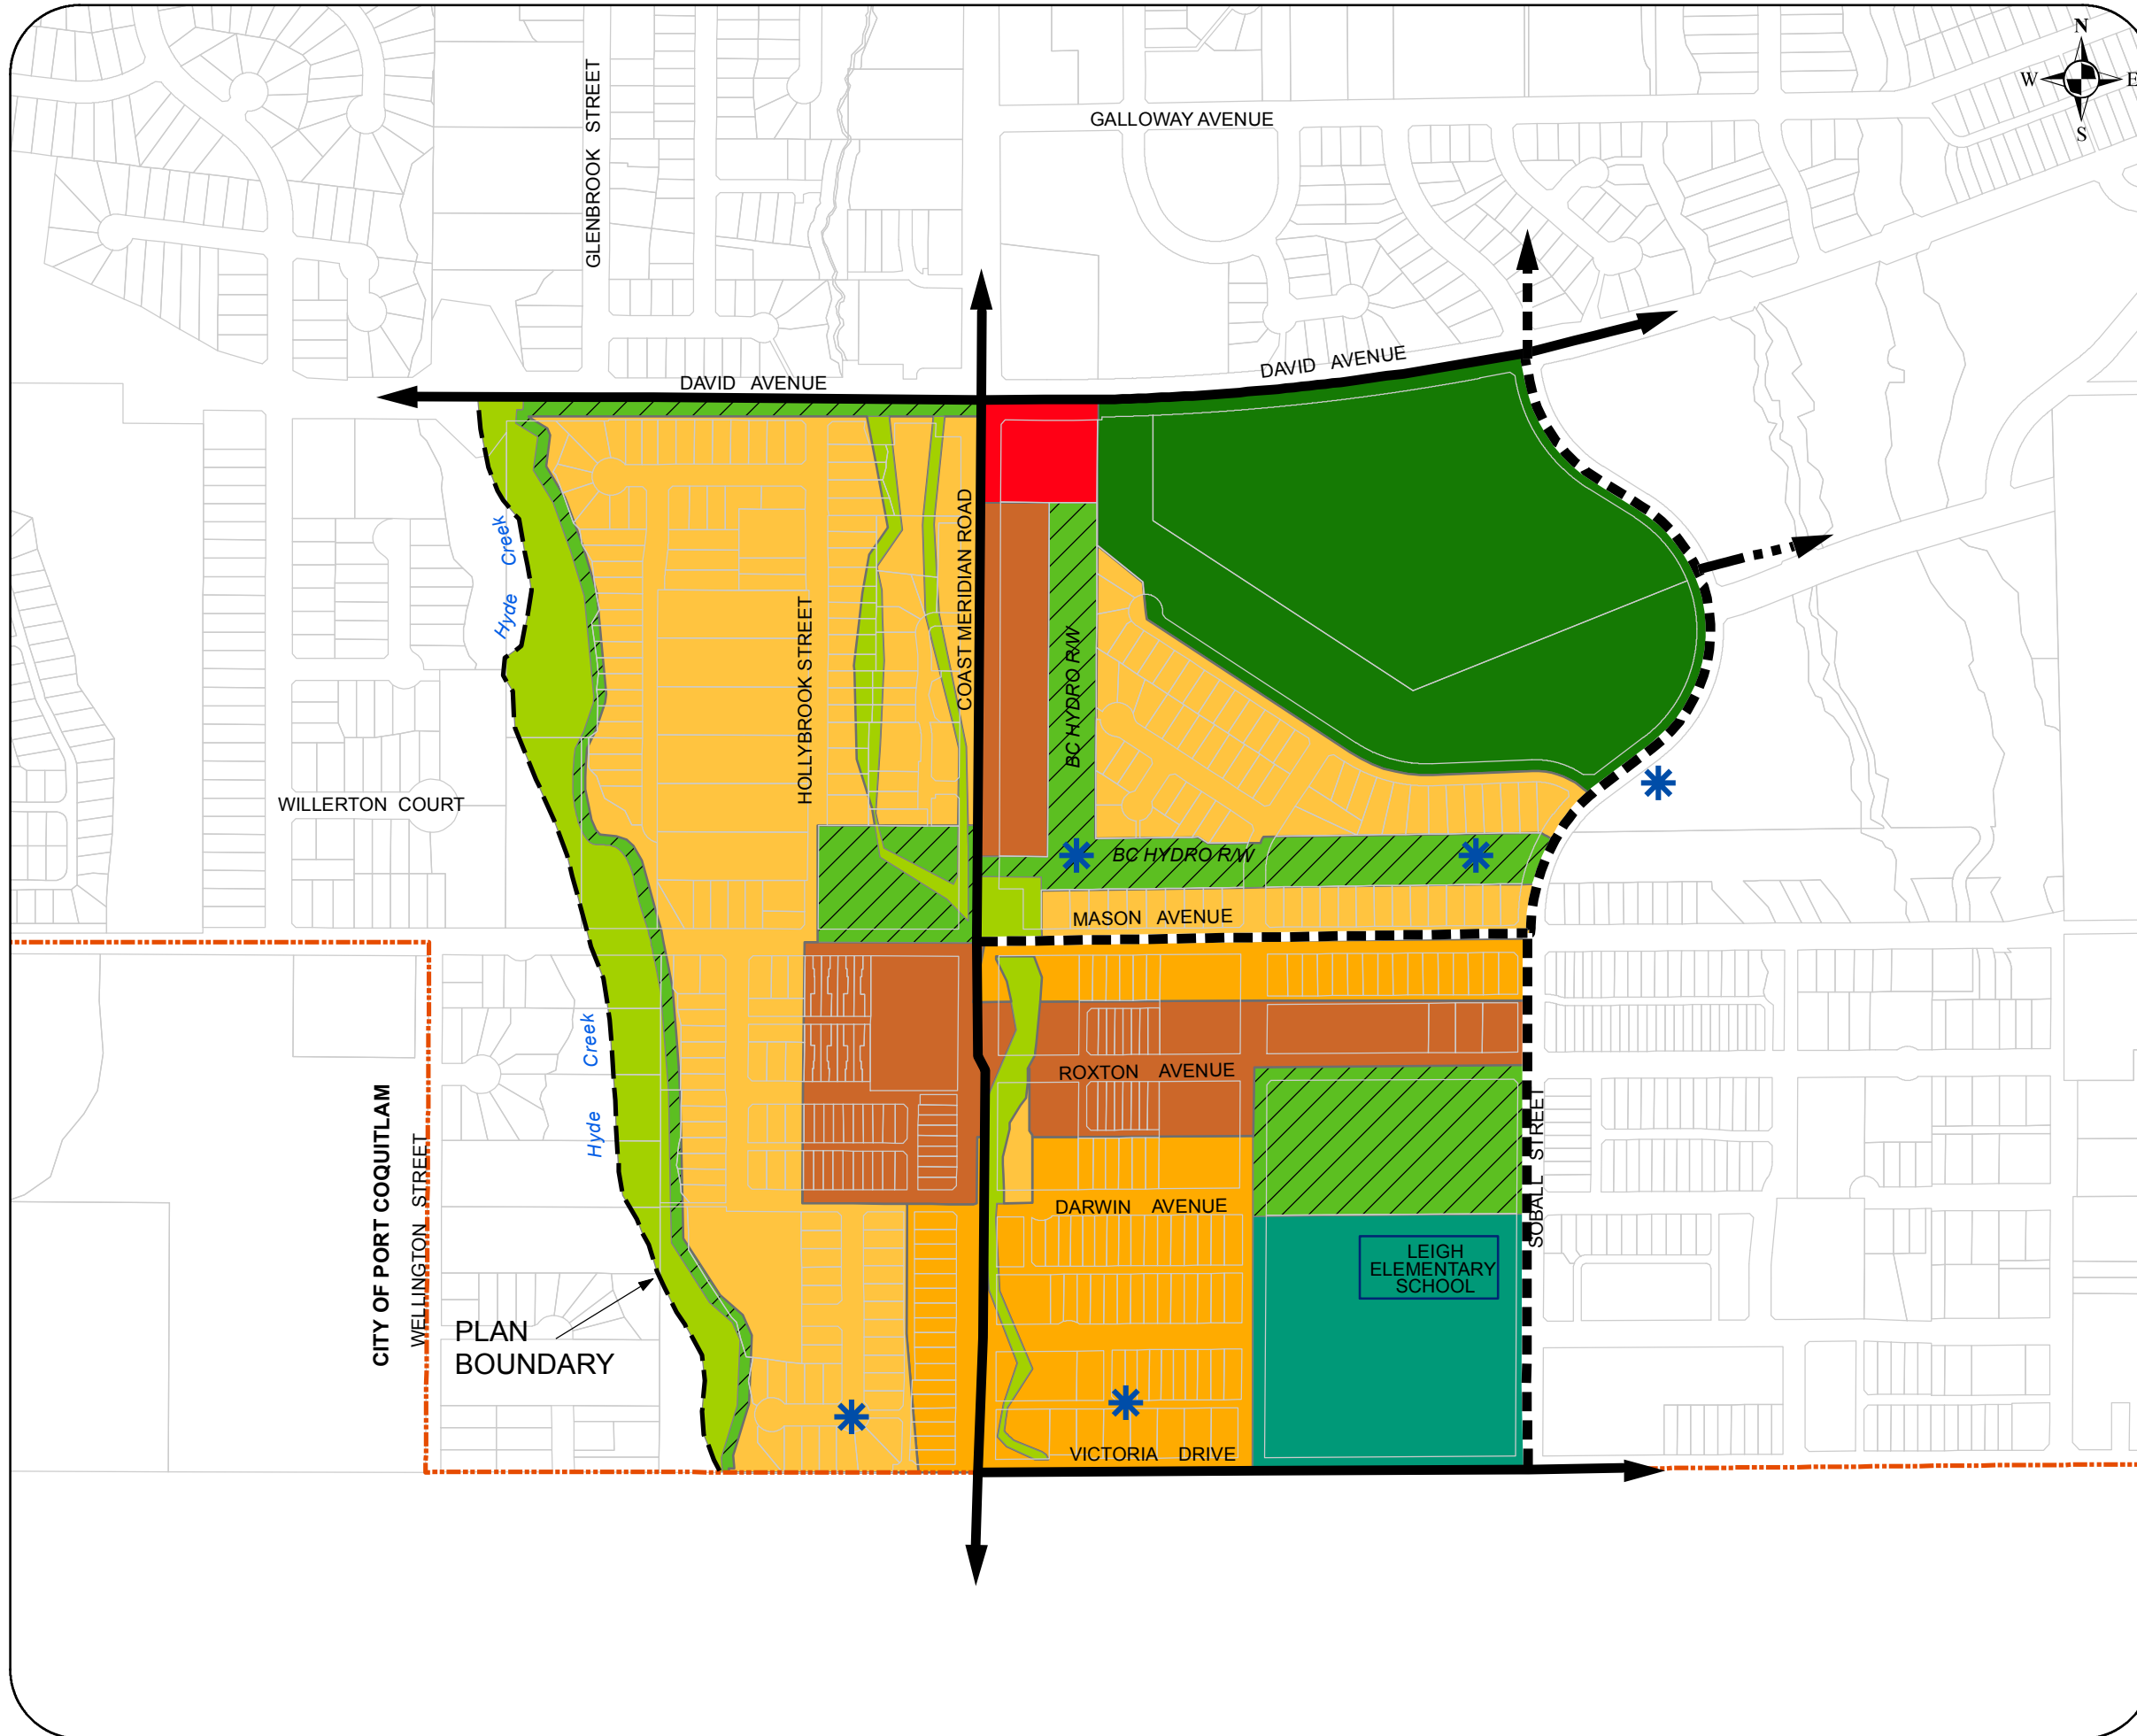 N
W E
S
GALLOWAY AVENUE
GLENBROOK STREET
DAVID AVENUE
DAVID AVENUE
Hyde Creek
COAST MERIDIAN ROAD
HOLLYBROOK STREET
BC HYDRO R/W
WILLERTON COURT
BC HYDRO R/W
MASON AVENUE
Hyde Creek
ROXTON AVENUE
CITY OF PORT COQUITLAM
WELLINGTON STREET
SOBALL STREET
DARWIN AVENUE
LEIGH
ELEMENTARY
SCHOOL
PLAN
BOUNDARY
VICTORIA DRIVE